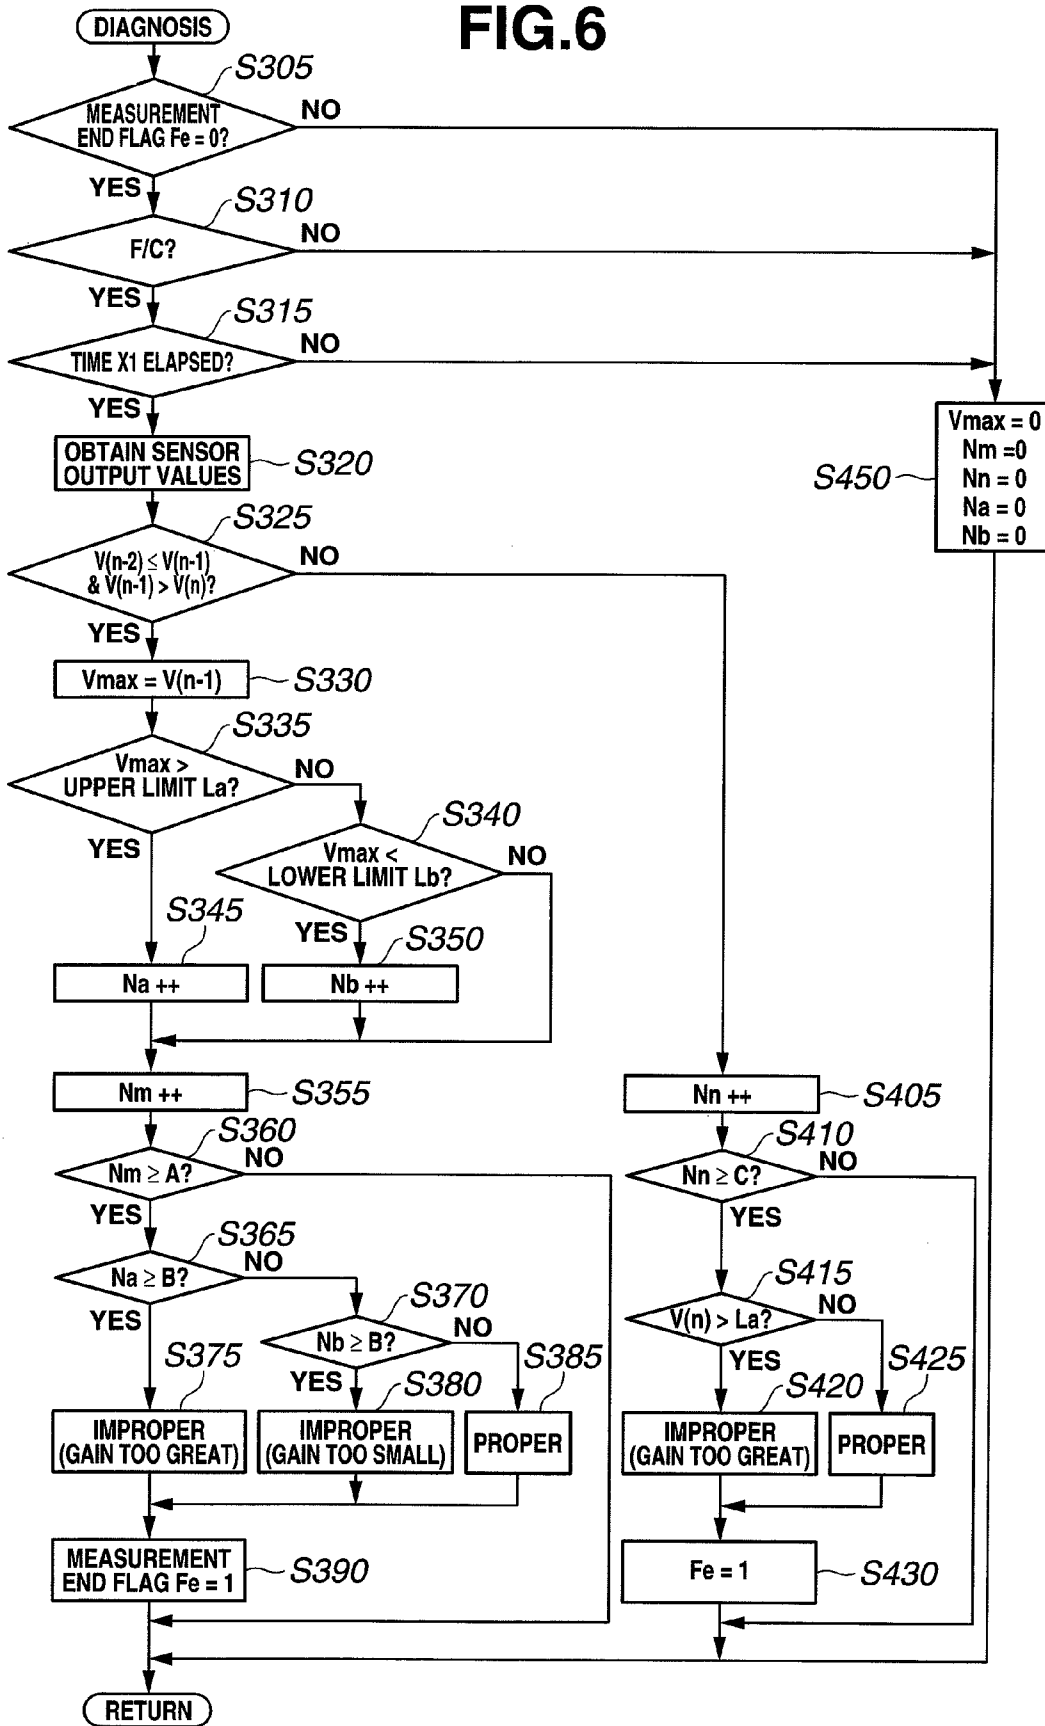 FIG.6
DIAGNOSIS
S305
MEASUREMENT
END FLAG Fe = 0?
NO
YES
S310
F/C?
NO
YES
S315
TIME X1 ELAPSED?
NO
YES
OBTAIN SENSOR
OUTPUT VALUES
S320
Vmax = 0
Nm =0
Nn = 0
Na = 0
Nb = 0
S450
S325
V(n-2) ≤ V(n-1)
& V(n-1) > V(n)?
NO
YES
Vmax = V(n-1)
S330
S335
Vmax >
UPPER LIMIT La?
NO
YES
S340
Vmax <
LOWER LIMIT Lb?
NO
YES
S345
Na ++
S350
Nb ++
Nm ++
S355
Nn ++
S405
S360
Nm ≥ A?
NO
YES
S410
Nn ≥ C?
NO
YES
S365
Na ≥ B?
NO
YES
S370
Nb ≥ B?
NO
YES
S415
V(n) > La?
NO
YES
S375
IMPROPER
(GAIN TOO GREAT)
S380
IMPROPER
(GAIN TOO SMALL)
S385
PROPER
S420
IMPROPER
(GAIN TOO GREAT)
S425
PROPER
MEASUREMENT
END FLAG Fe = 1
S390
Fe = 1
S430
RETURN